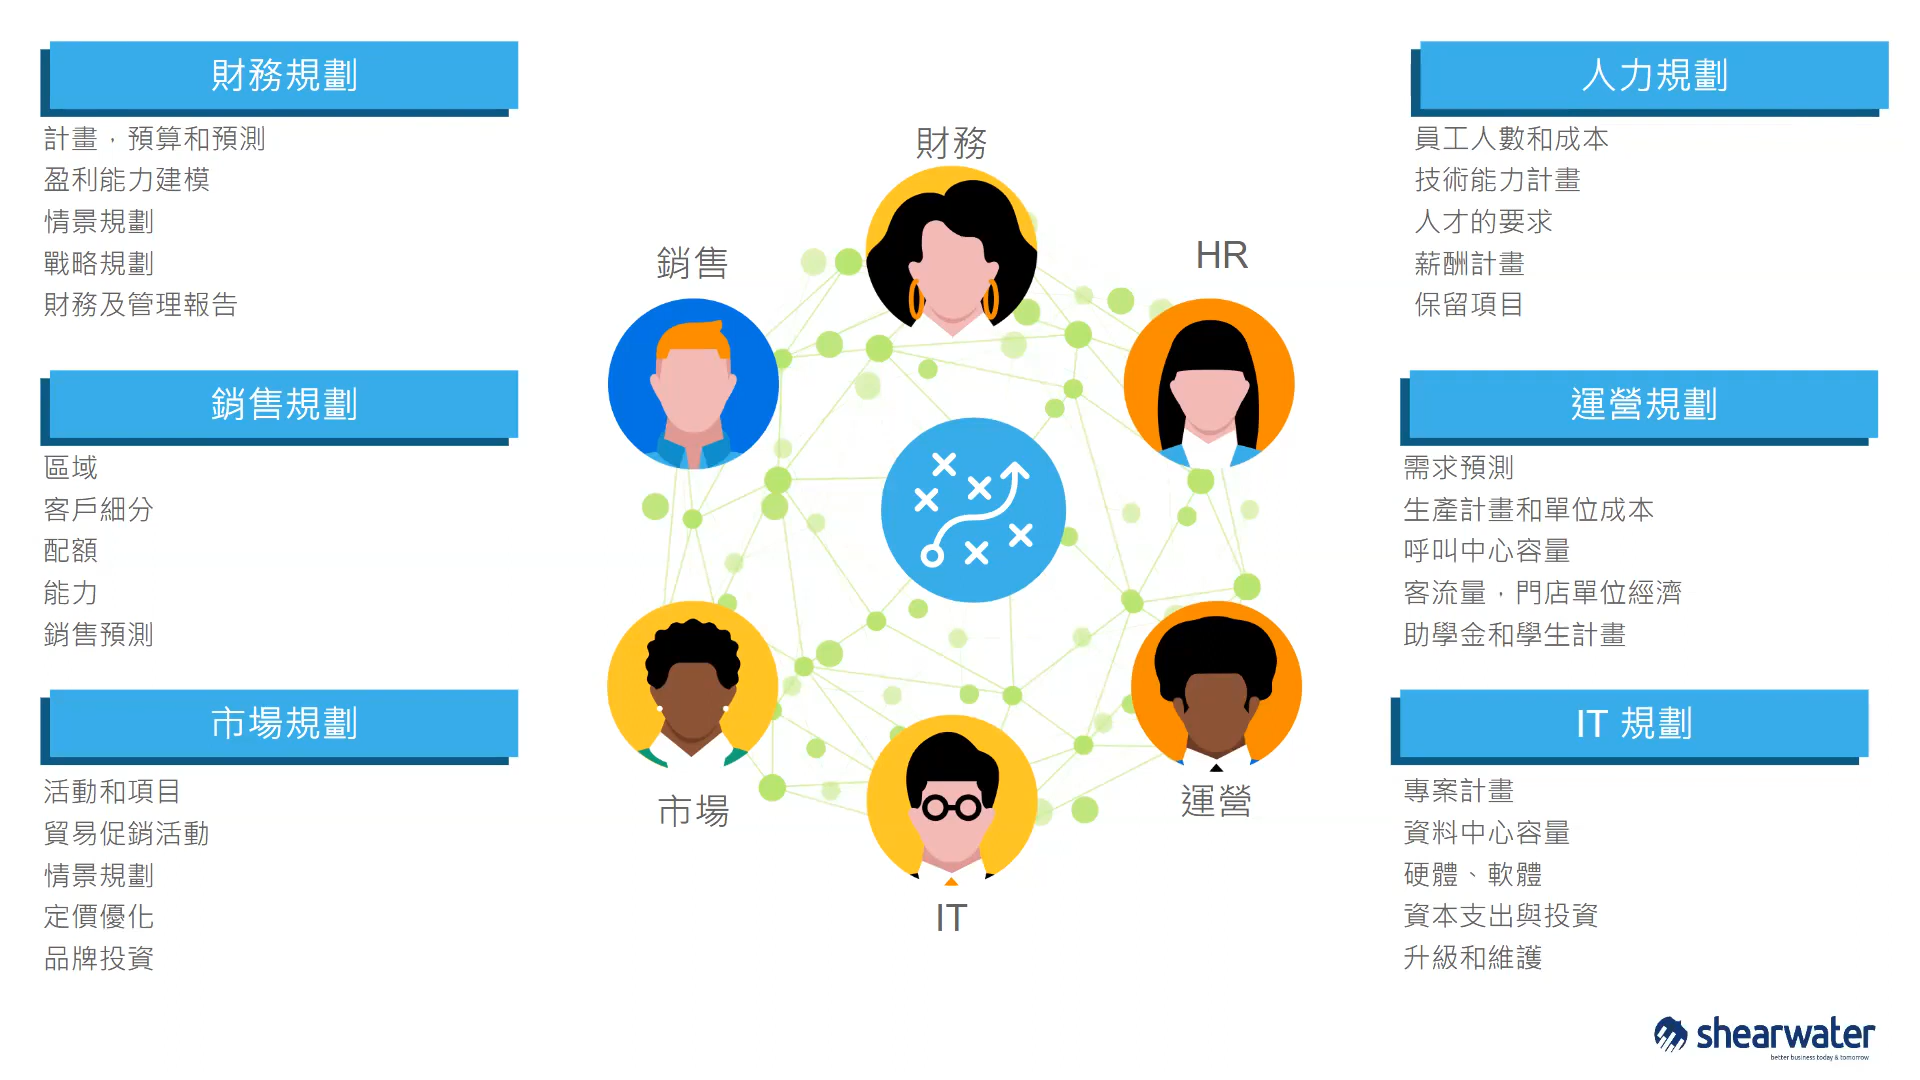 財務規劃
計畫，預算和預測
盈利能力建模
情景規劃
戰略規劃
財務及管理報告
銷售規劃
區域
客戶細分
配額
能力
銷售預測
市場規劃
活動和項目
貿易促銷活動
情景規劃
定價優化
品牌投資
財務
銷售
HR
市場
運營
IT
人力規劃
員工人數和成本
技術能力計畫
人才的要求
薪酬計畫
保留項目
運營規劃
需求預測
生產計畫和單位成本
呼叫中心容量
客流量，門店單位經濟
助學金和學生計畫
IT 規劃
專案計畫
資料中心容量
硬體、軟體
資本支出與投資
升級和維護
shearwater
better business today & tomorrow